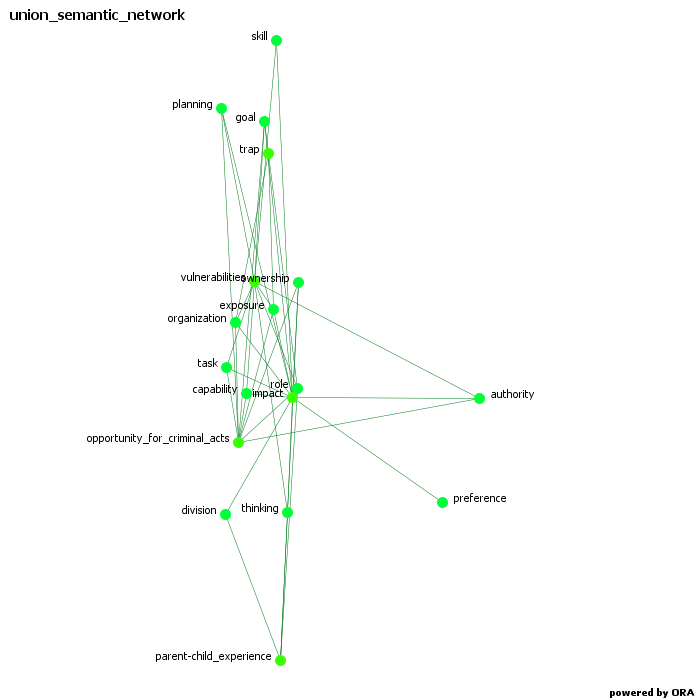 union_semantic_network
skill
planning
goal
trap
vulnerabilities
ownership
exposure
organization
task
role
capability
impact
authority
opportunity_for_criminal_acts
preference
division
thinking
parent-child_experience
powered by ORA